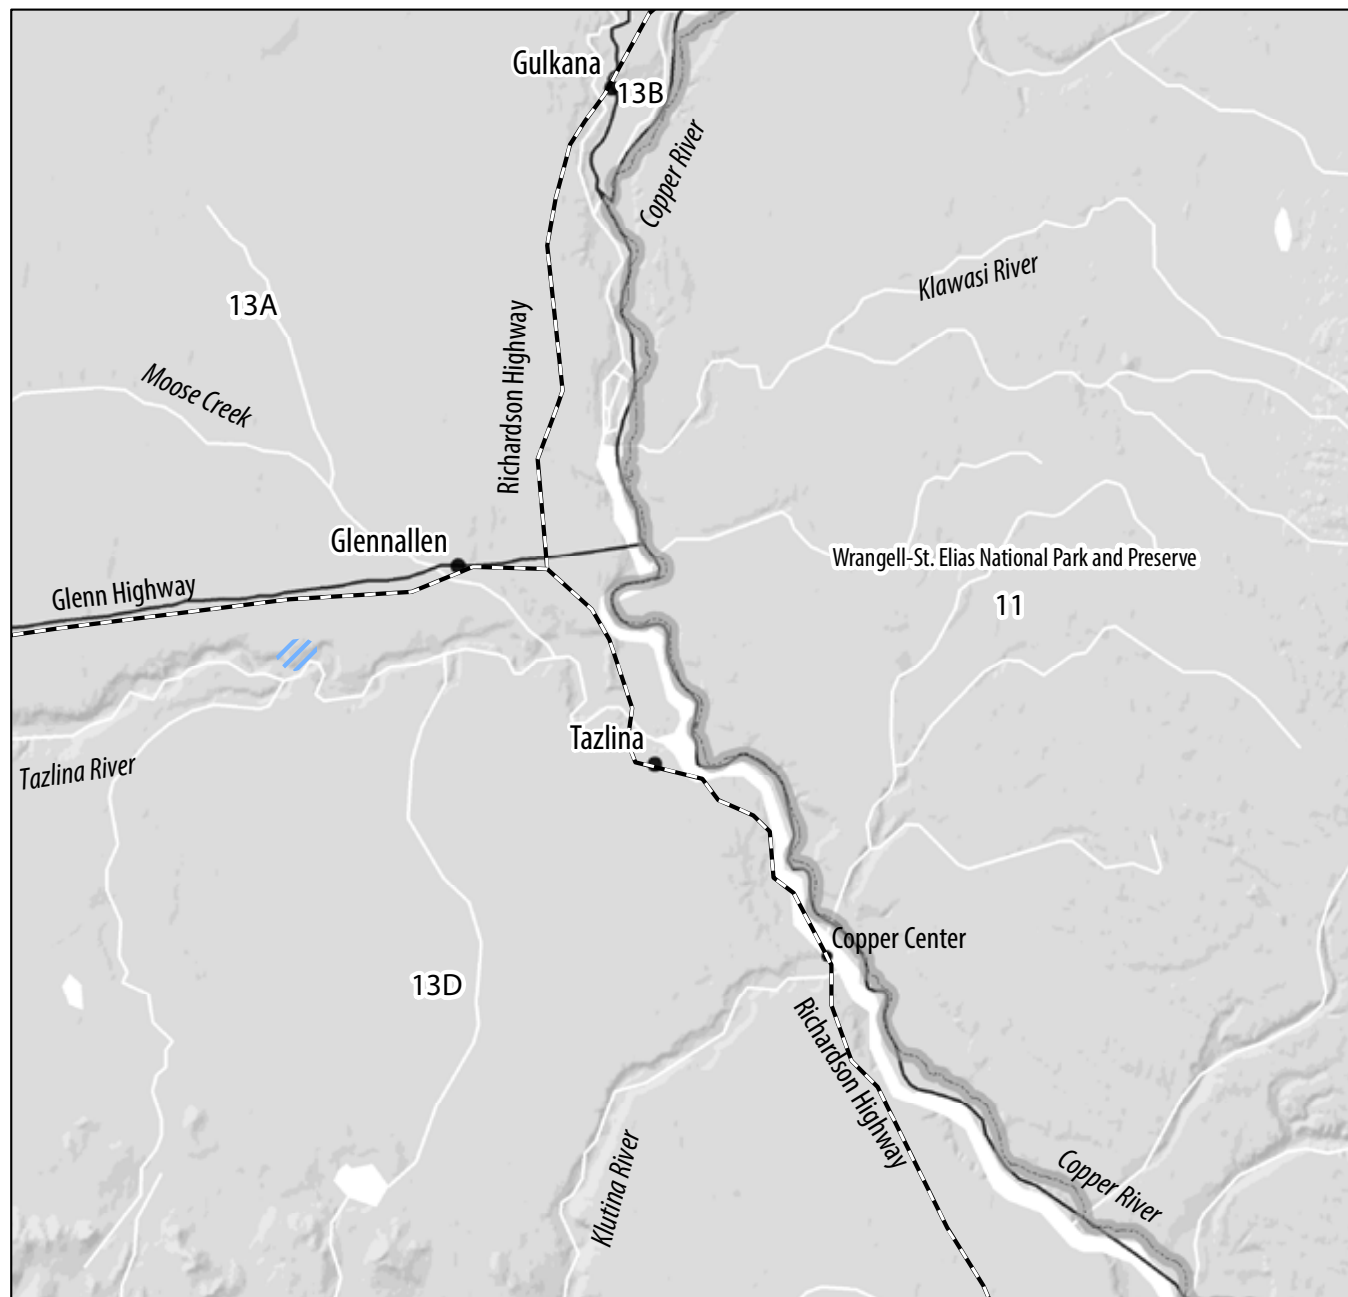 Gulkana
13B
Copper River
Klawasi River
13A
Richardson Highway
Moose Creek
Glennallen
Wrangell-St. Elias National Park and Preserve
Glenn Highway
11
Tazlina
Tazlina River
Copper Center
13D
Richardson Highway
Klutina River
Copper River